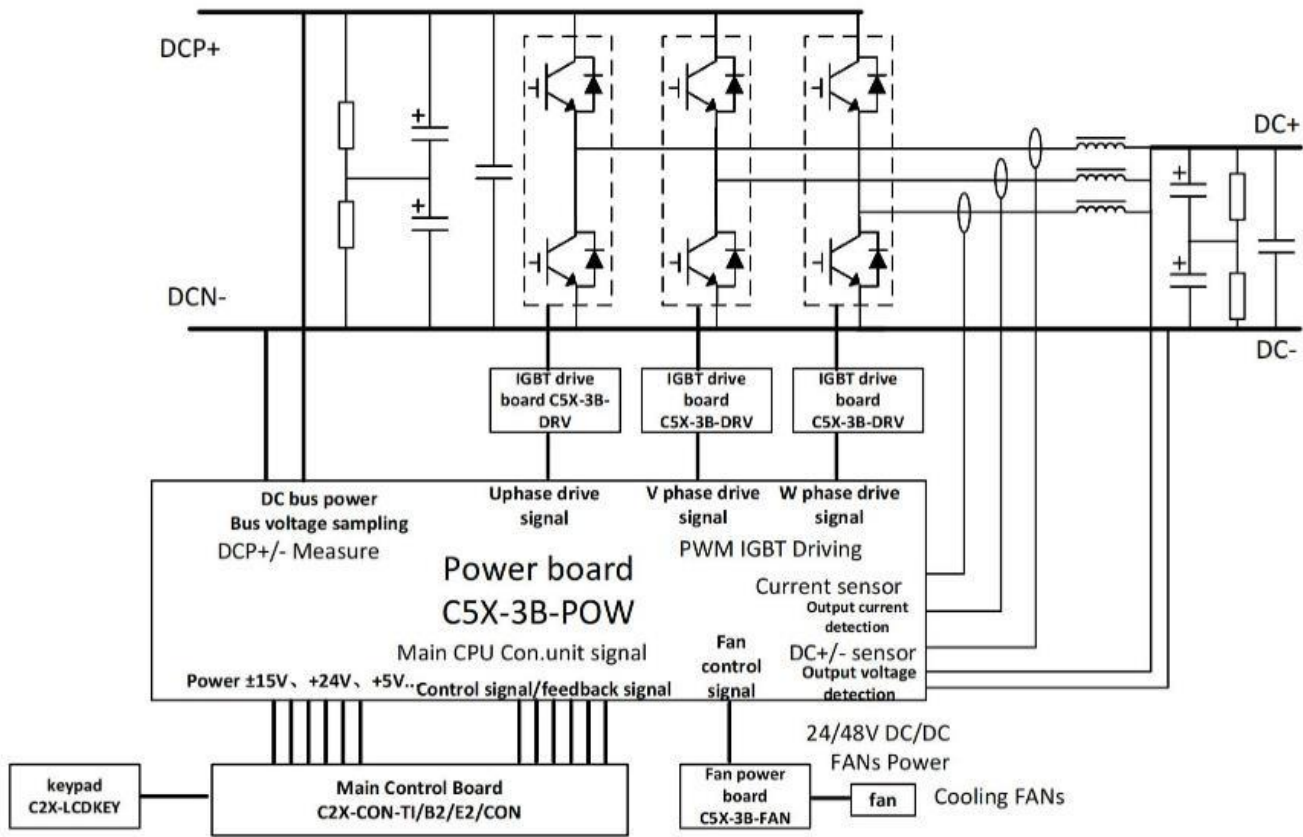 DCP+
DC+
DCN-
DC-
IGBT drive
board C5X-3B-
DRV
IGBT drive
board
C5X-3B-DRV
IGBT drive
board
C5X-3B-DRV
DC bus power
Bus voltage sampling
DCP+/- Measure
Uphase drive
signal
V phase drive
signal
W phase drive
signal
PWM IGBT Driving
Power board
C5X-3B-POW
Current sensor
Output current
detection
Main CPU Con.unit signal
Fan
control
signal
DC+/- sensor
Output voltage
detection
Power ±15V、+24V、+5V..
Control signal/feedback signal
24/48V DC/DC
FANs Power
keypad
C2X-LCDKEY
Main Control Board
C2X-CON-TI/B2/E2/CON
Fan power
board
C5X-3B-FAN
fan
Cooling FANs